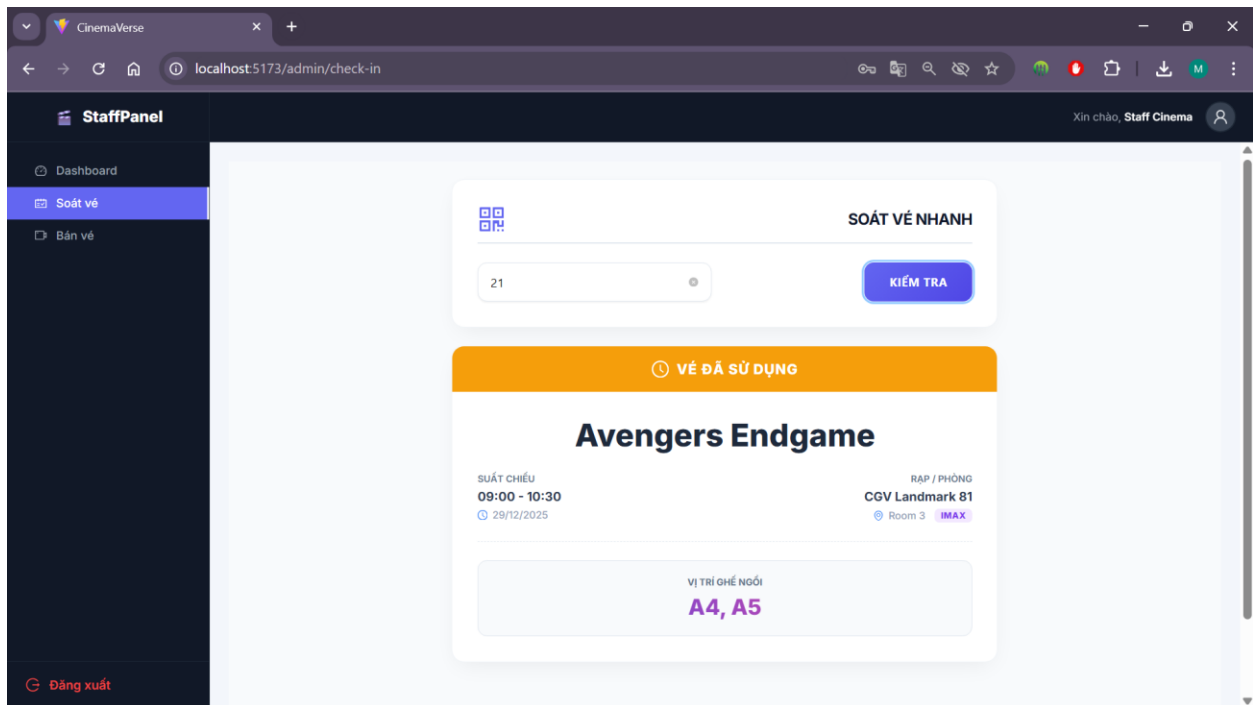 CinemaVerse
localhost:5173/admin/check-in
M
StaffPanel
Xin chào, Staff Cinema
Dashboard
Soát vé
Bán vé
SOÁT VÉ NHANH
21
KIỂM TRA
VÉ ĐÃ SỬ DỤNG
Avengers Endgame
SUẤT CHIẾU
RẠP / PHÒNG
09:00 - 10:30
CGV Landmark 81
29/12/2025
Room 3 IMAX
VỊ TRÍ GHẾ NGỒI
A4, A5
Đăng xuất